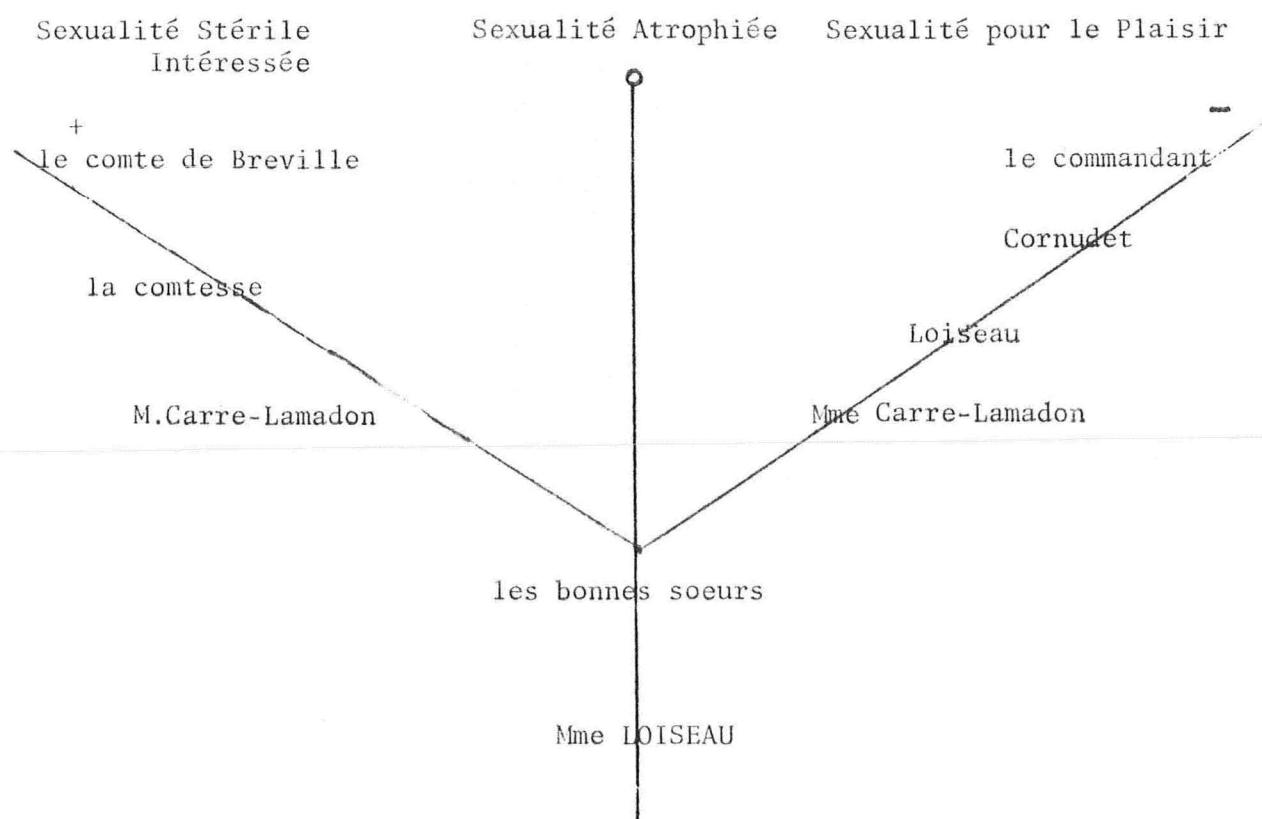 Sexualité Stérile
Intéressée
Sexualité Atrophiée
Sexualité pour le Plaisir
+
-
le comte de Breville
le commandant
Cornudet
la comtesse
Loiseau
M.Carre-Lamadon
Mme Carre-Lamadon
les bonnes soeurs
Mme LOISEAU